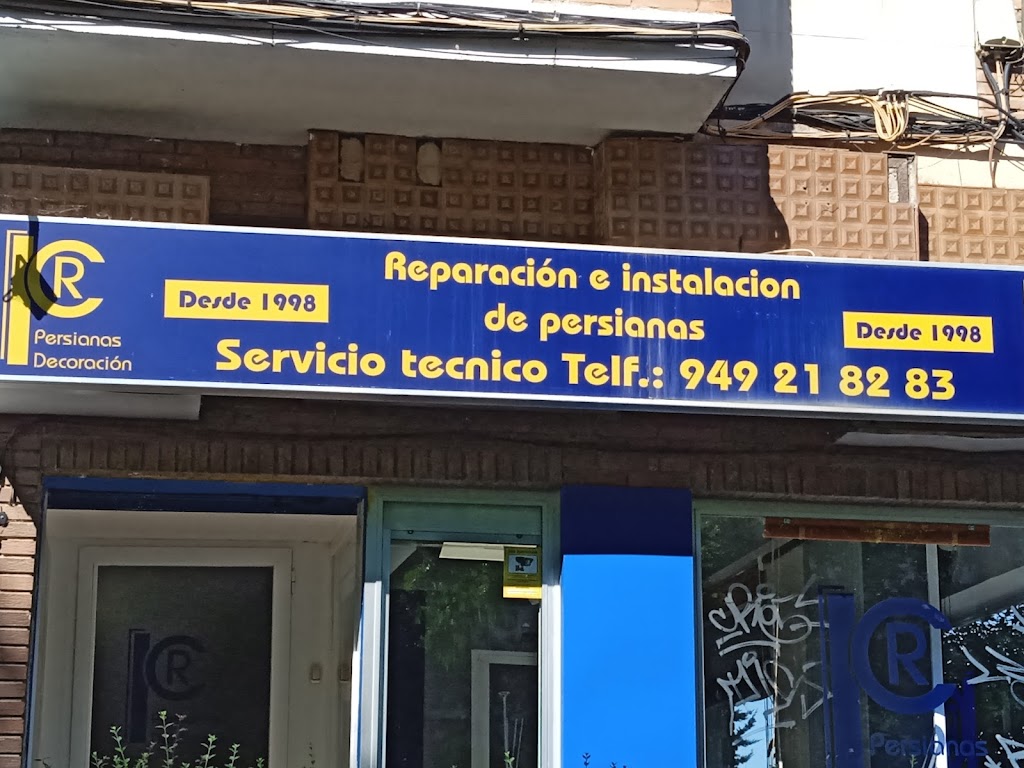 CR
Persianas
Decoración
Desde 1998
Reparación e instalacion
de persianas
Servicio tecnico Telf.: 949 21 82 83
Desde 1998
CR
CR
Persianas